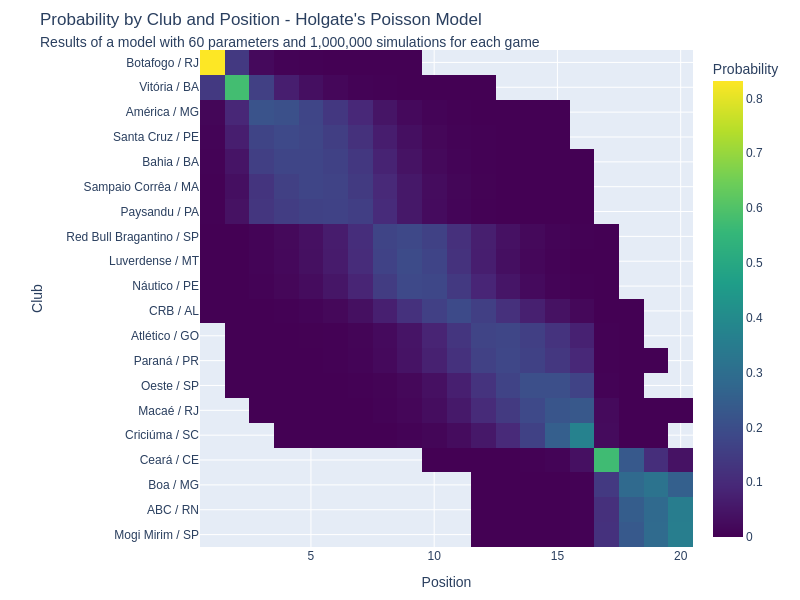 Probability by Club and Position - Holgate's Poisson Model
Results of a model with 60 parameters and 1,000,000 simulations for each game
Probability
Club
Botafogo / RJ
Vitória / BA
América / MG
Santa Cruz / PE
Bahia / BA
Sampaio Corrêa / MA
Paysandu / PA
Red Bull Bragantino / SP
Luverdense / MT
Náutico / PE
CRB / AL
Atlético / GO
Paraná / PR
Oeste / SP
Macaé / RJ
Criciúma / SC
Ceará / CE
Boa / MG
ABC / RN
Mogi Mirim / SP
0.8
0.7
0.6
0.5
0.4
0.3
0.2
0.1
0
5
10
15
20
Position